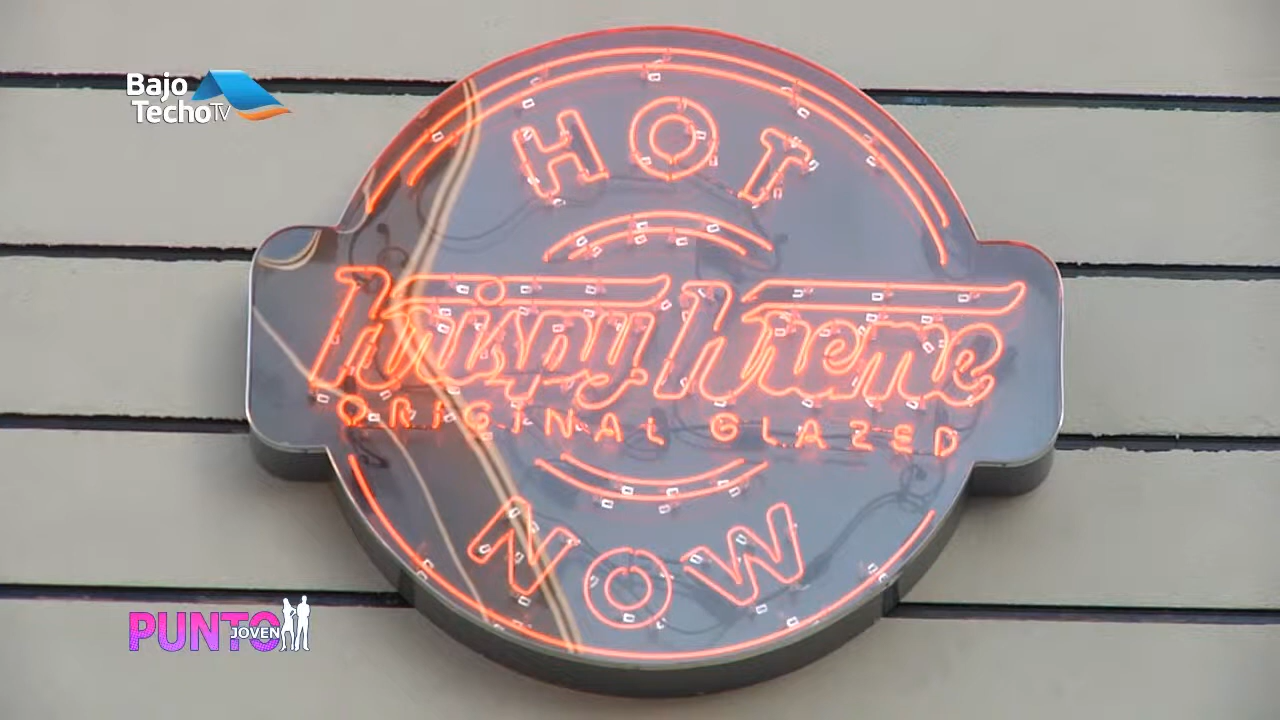 Bajo
TechoTV
HOT
Krispy Kreme
ORIGINAL GLAZED
NOW
PUNTO
JOVEN